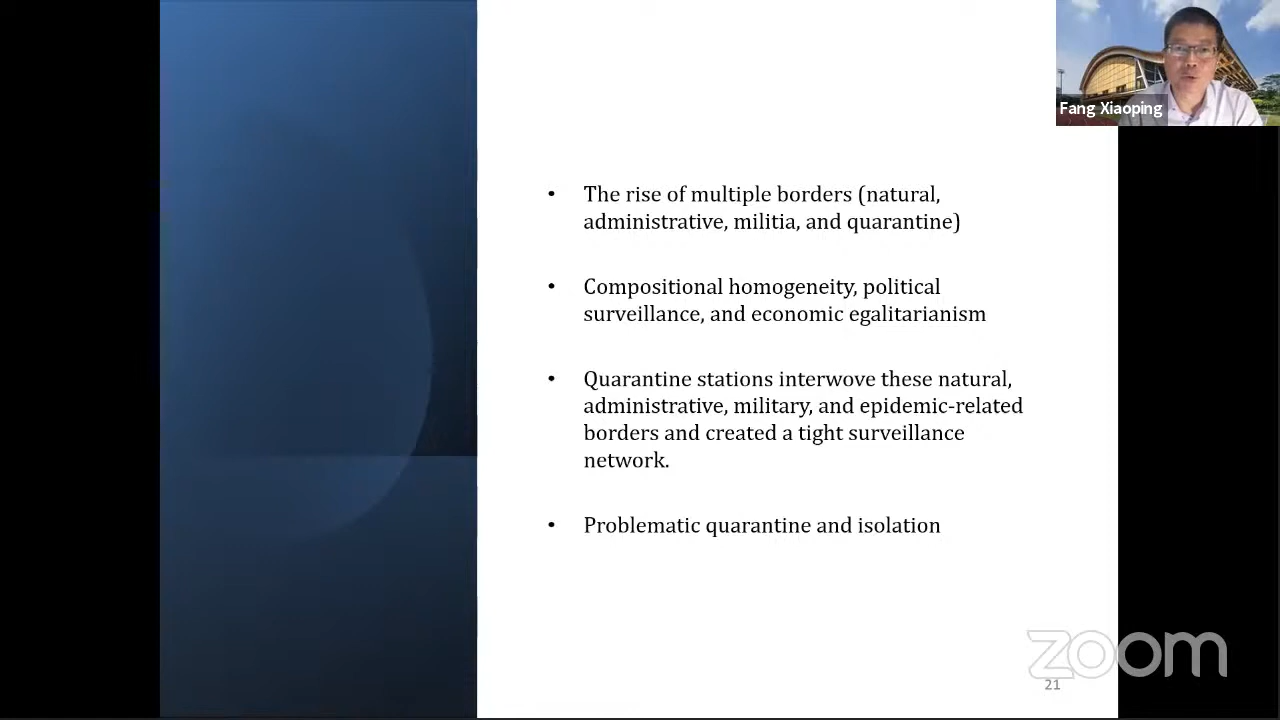 Fang Xiaoping
• The rise of multiple borders (natural,
administrative, militia, and quarantine)
• Compositional homogeneity, political
surveillance, and economic egalitarianism
• Quarantine stations interwove these natural,
administrative, military, and epidemic-related
borders and created a tight surveillance
network.
• Problematic quarantine and isolation
zoom
21